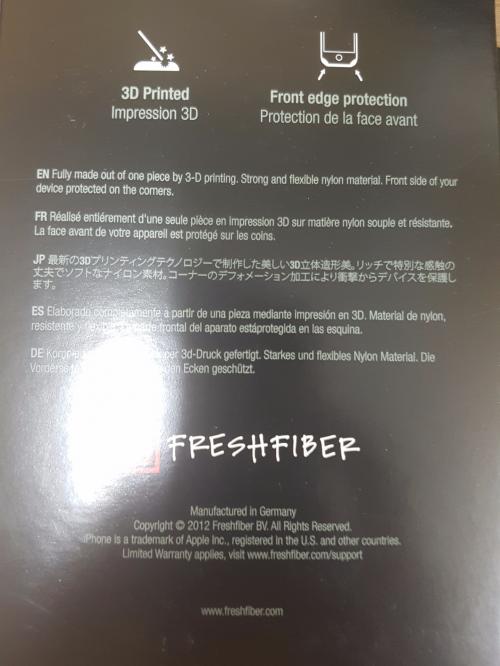 3D Printed
Impression 3D
Front edge protection
Protection de la face avant
EN Fully made out of one piece by 3-D printing. Strong and flexible nylon material. Front side of your
device protected on the corners.
FR Réalisé entiérement d'une seule pièce en impression 3D sur matière nylon souple et résistante.
La face avant de votre appareil est protégé sur les coins.
JP 最新の3Dプリンティングテクノロジーで制作した美しい3D立体造形美。リッチで特別な感触の
丈夫でソフトなナイロン素材。コーナーのデフォメーション加工により衝撃からデバイスを保護し
ます。
ES Elaborado completamente a partir de una pieza mediante impresión en 3D. Material de nylon,
resistente y flexible. parte frontal del aparato estáprotegida en las esquina.
DE per 3d-Druck gefertigt. Starkes und flexibles Nylon Material. Die
den Ecken geschützt.
FRESHFIBER
Manufactured in Germany
Copyright © 2012 Freshfiber BV. All Rights Reserved.
iPhone is a trademark of Apple Inc., registered in the U.S. and other countries.
Limited Warranty applies, visit www.freshfiber.com/support
www.freshfiber.com